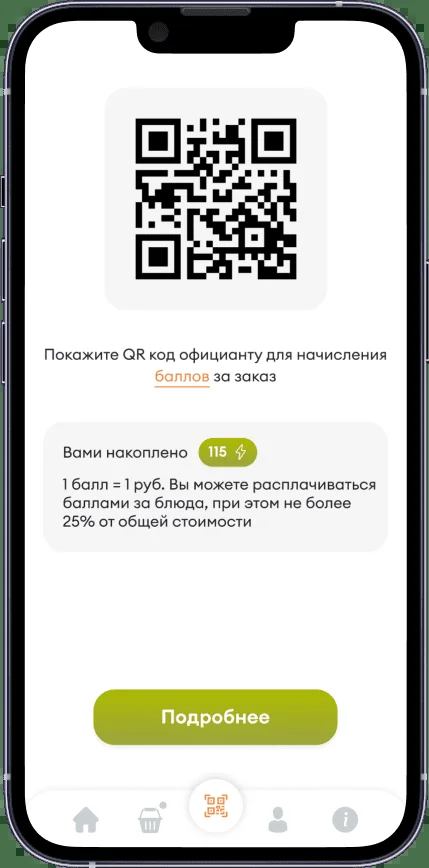 Покажите QR код официанту для начисления
баллов за заказ
Вами накоплено 115
1 балл = 1 руб. Вы можете расплачиваться
баллами за блюда, при этом не более
25% от общей стоимости
Подробнее